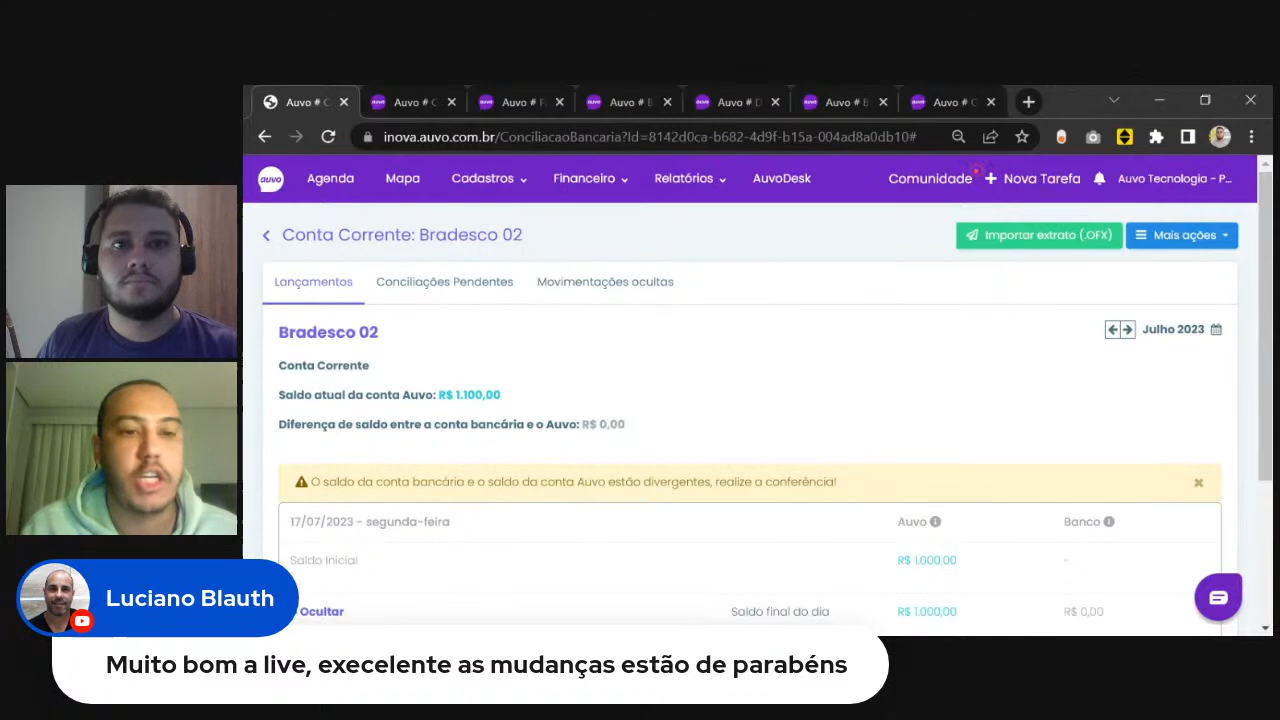 Auvo # C
Auvo # C
Auvo # F
Auvo # E
Auvo # D
Auvo # E
Auvo # C
inova.auvo.com.br/ConciliacaoBancaria?Id=8142d0ca-b682-4d9f-b15a-004ad8a0db10#
auvo
Agenda
Mapa
Cadastros
Financeiro
Relatórios
AuvoDesk
Comunidade
Nova Tarefa
Auvo Tecnologia - P...
Conta Corrente: Bradesco 02
Importar extrato (.OFX)
Mais ações
Lançamentos
Conciliações Pendentes
Movimentações ocultas
Bradesco 02
Julho 2023
Conta Corrente
Saldo atual da conta Auvo: R$ 1.100,00
Diferença de saldo entre a conta bancária e o Auvo: R$ 0,00
O saldo da conta bancária e o saldo da conta Auvo estão divergentes, realize a conferência!
17/07/2023 - segunda-feira
Auvo
Banco
Saldo Inicial
R$ 1.000,00
-
Ocultar
Saldo final do dia
R$ 1.000,00
R$ 0,00
Luciano Blauth
Muito bom a live, execelente as mudanças estão de parabéns